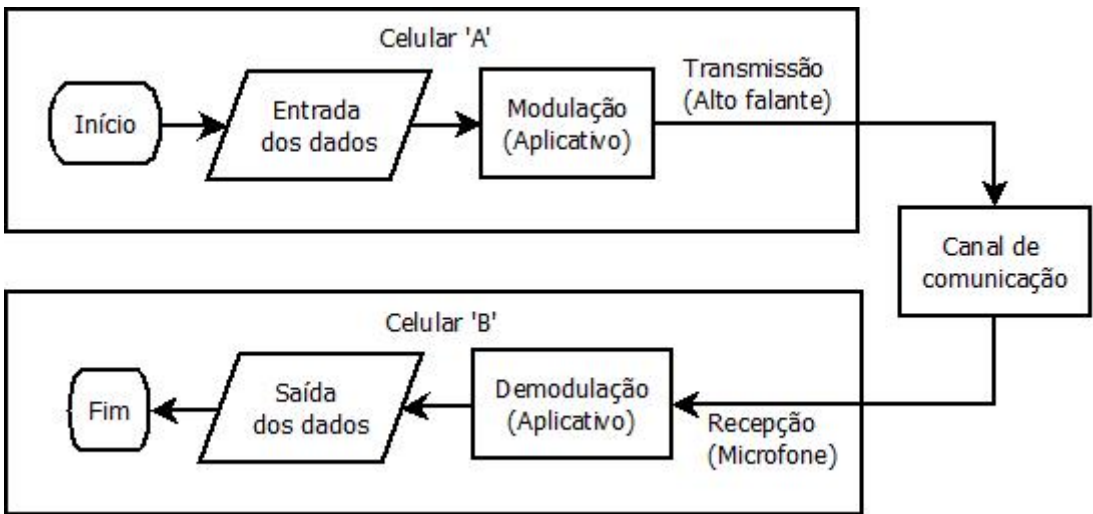 Celular 'A'
Início
Entrada
dos dados
Modulação
(Aplicativo)
Transmissão
(Alto falante)
Canal de
comunicação
Celular 'B'
Recepção
(Microfone)
Demodulação
(Aplicativo)
Saída
dos dados
Fim